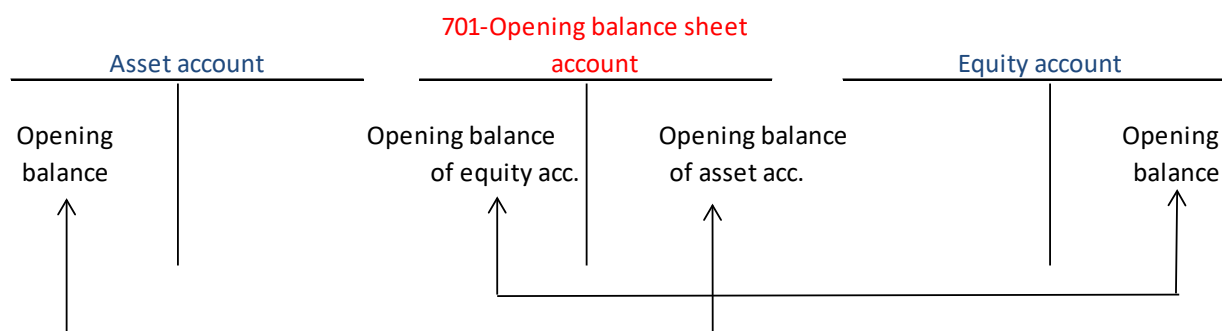 701-Opening balance sheet
account
Asset account
Equity account
Opening
balance
Opening balance
of equity acc.
Opening balance
of asset acc.
Opening
balance